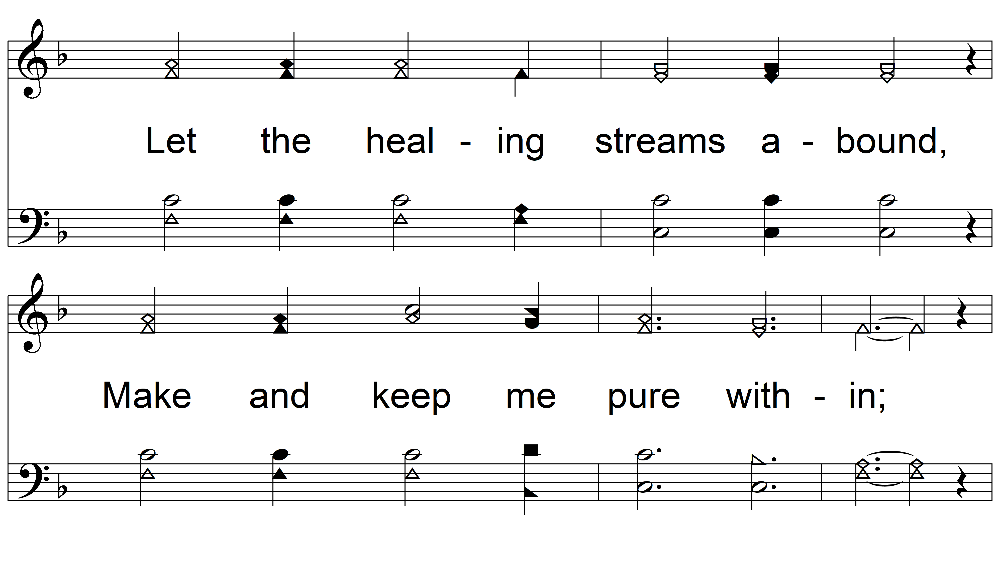 Let the heal - ing streams a - bound,
Make and keep me pure with - in;